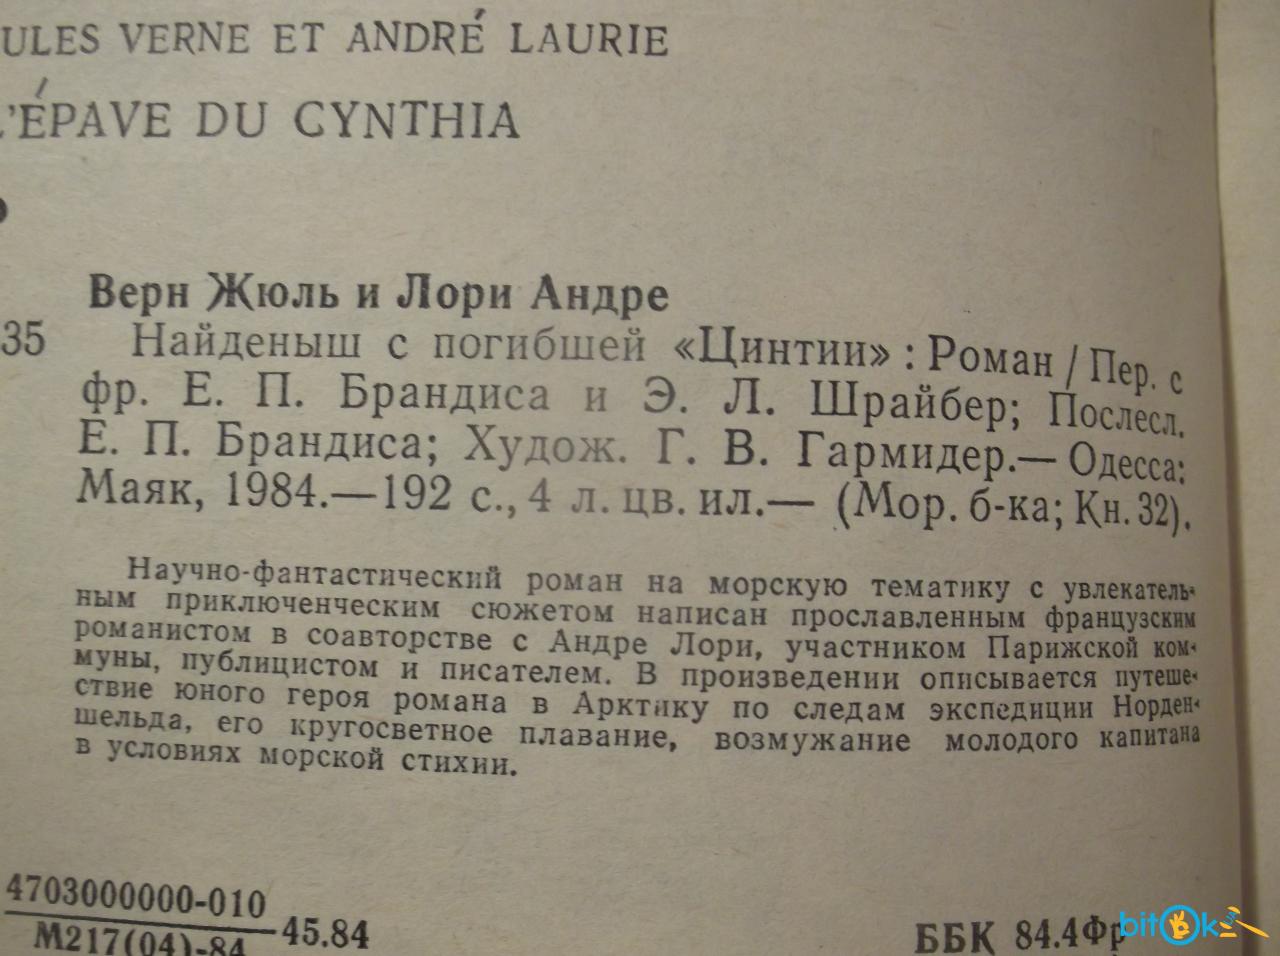 ULES VERNE ET ANDRÉ LAURIE
L'ÉPAVE DU CYNTHIA
Верн Жюль и Лори Андре
35 Найденыш с погибшей «Цинтии» : Роман / Пер. с
фр. Е. П. Брандиса и Э. Л. Шрайбер; Послесл.
Е. П. Брандиса; Худож. Г. В. Гармидер.— Одесса:
Маяк, 1984.—192 с., 4 л. цв. ил.— (Мор. б-ка; Кн. 32).
Научно-фантастический роман на морскую тематику с увлекатель-
ным приключенческим сюжетом написан прославленным французским
романистом в соавторстве с Андре Лори, участником Парижской ком-
муны, публицистом и писателем. В произведении описывается путеше-
ствие юного героя романа в Арктику по следам экспедиции Норден-
шельда, его кругосветное плавание, возмужание молодого капитана
в условиях морской стихии.
4703000000-010
М217(04)-84
45.84
ББК 84.4Фр
bitOk